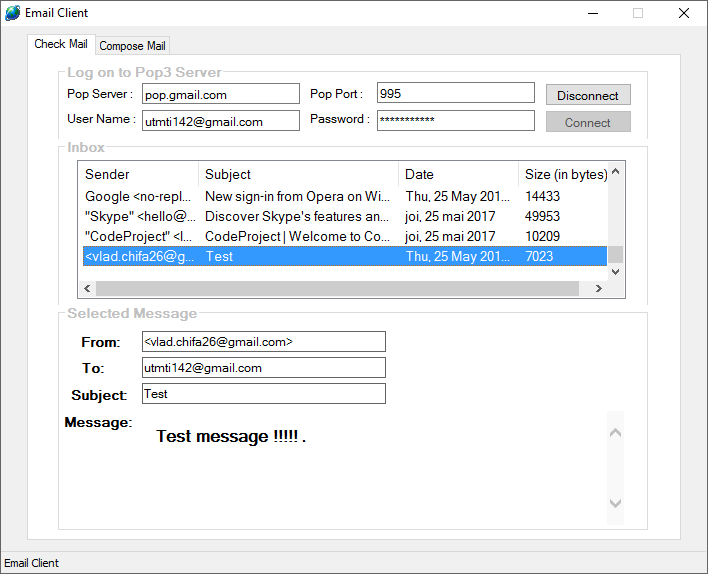 Email Client
Check Mail Compose Mail
Log on to Pop3 Server
Pop Server : pop.gmail.com Pop Port : 995 Disconnect
User Name : utmti142@gmail.com Password : *********** Connect
Inbox
Sender Subject Date Size (in bytes)
Google <no-repl... New sign-in from Opera on Wi... Thu, 25 May 201... 14433
"Skype" <hello@... Discover Skype's features an... joi, 25 mai 2017 49953
"CodeProject" <l... CodeProject | Welcome to Co... joi, 25 mai 2017 10209
<vlad.chifa26@g... Test Thu, 25 May 201... 7023
Selected Message
From: <vlad.chifa26@gmail.com>
To: utmti142@gmail.com
Subject: Test
Message:
Test message !!!!! .
Email Client